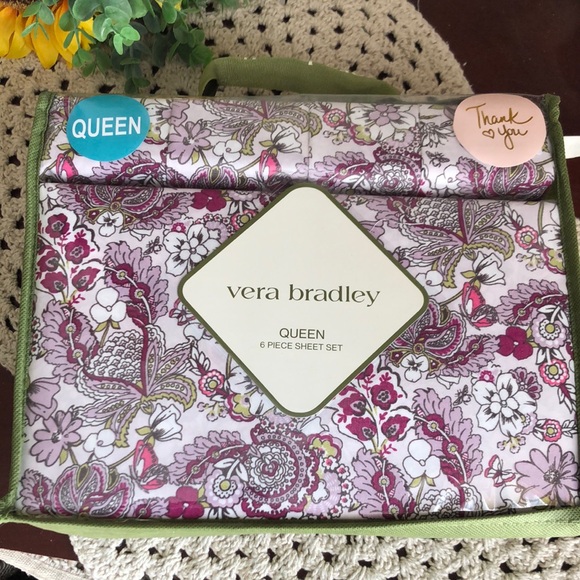 QUEEN
Thank
you
vera bradley
QUEEN
6 PIECE SHEET SET